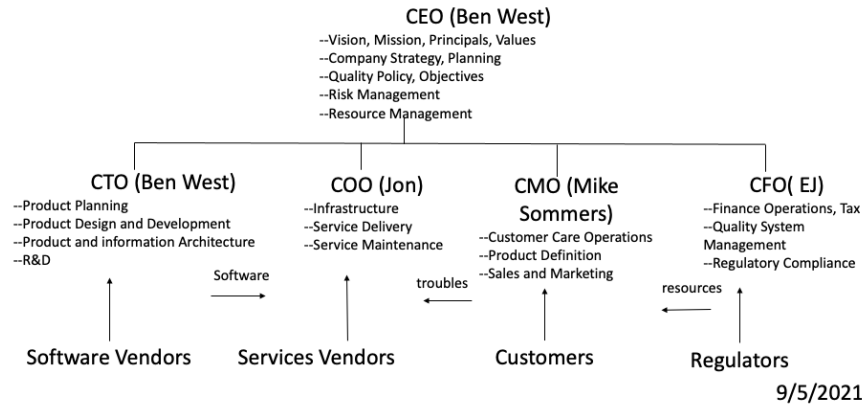 CEO (Ben West)
--Vision, Mission, Principals, Values
--Company Strategy, Planning
--Quality Policy, Objectives
--Risk Management
--Resource Management
CTO (Ben West)
--Product Planning
--Product Design and Development
--Product and information Architecture
--R&D
COO (Jon)
--Infrastructure
--Service Delivery
--Service Maintenance
CMO (Mike
Sommers)
--Customer Care Operations
--Product Definition
--Sales and Marketing
CFO( EJ)
--Finance Operations, Tax
--Quality System
Management
--Regulatory Compliance
Software
troubles
resources
Software Vendors
Services Vendors
Customers
Regulators
9/5/2021